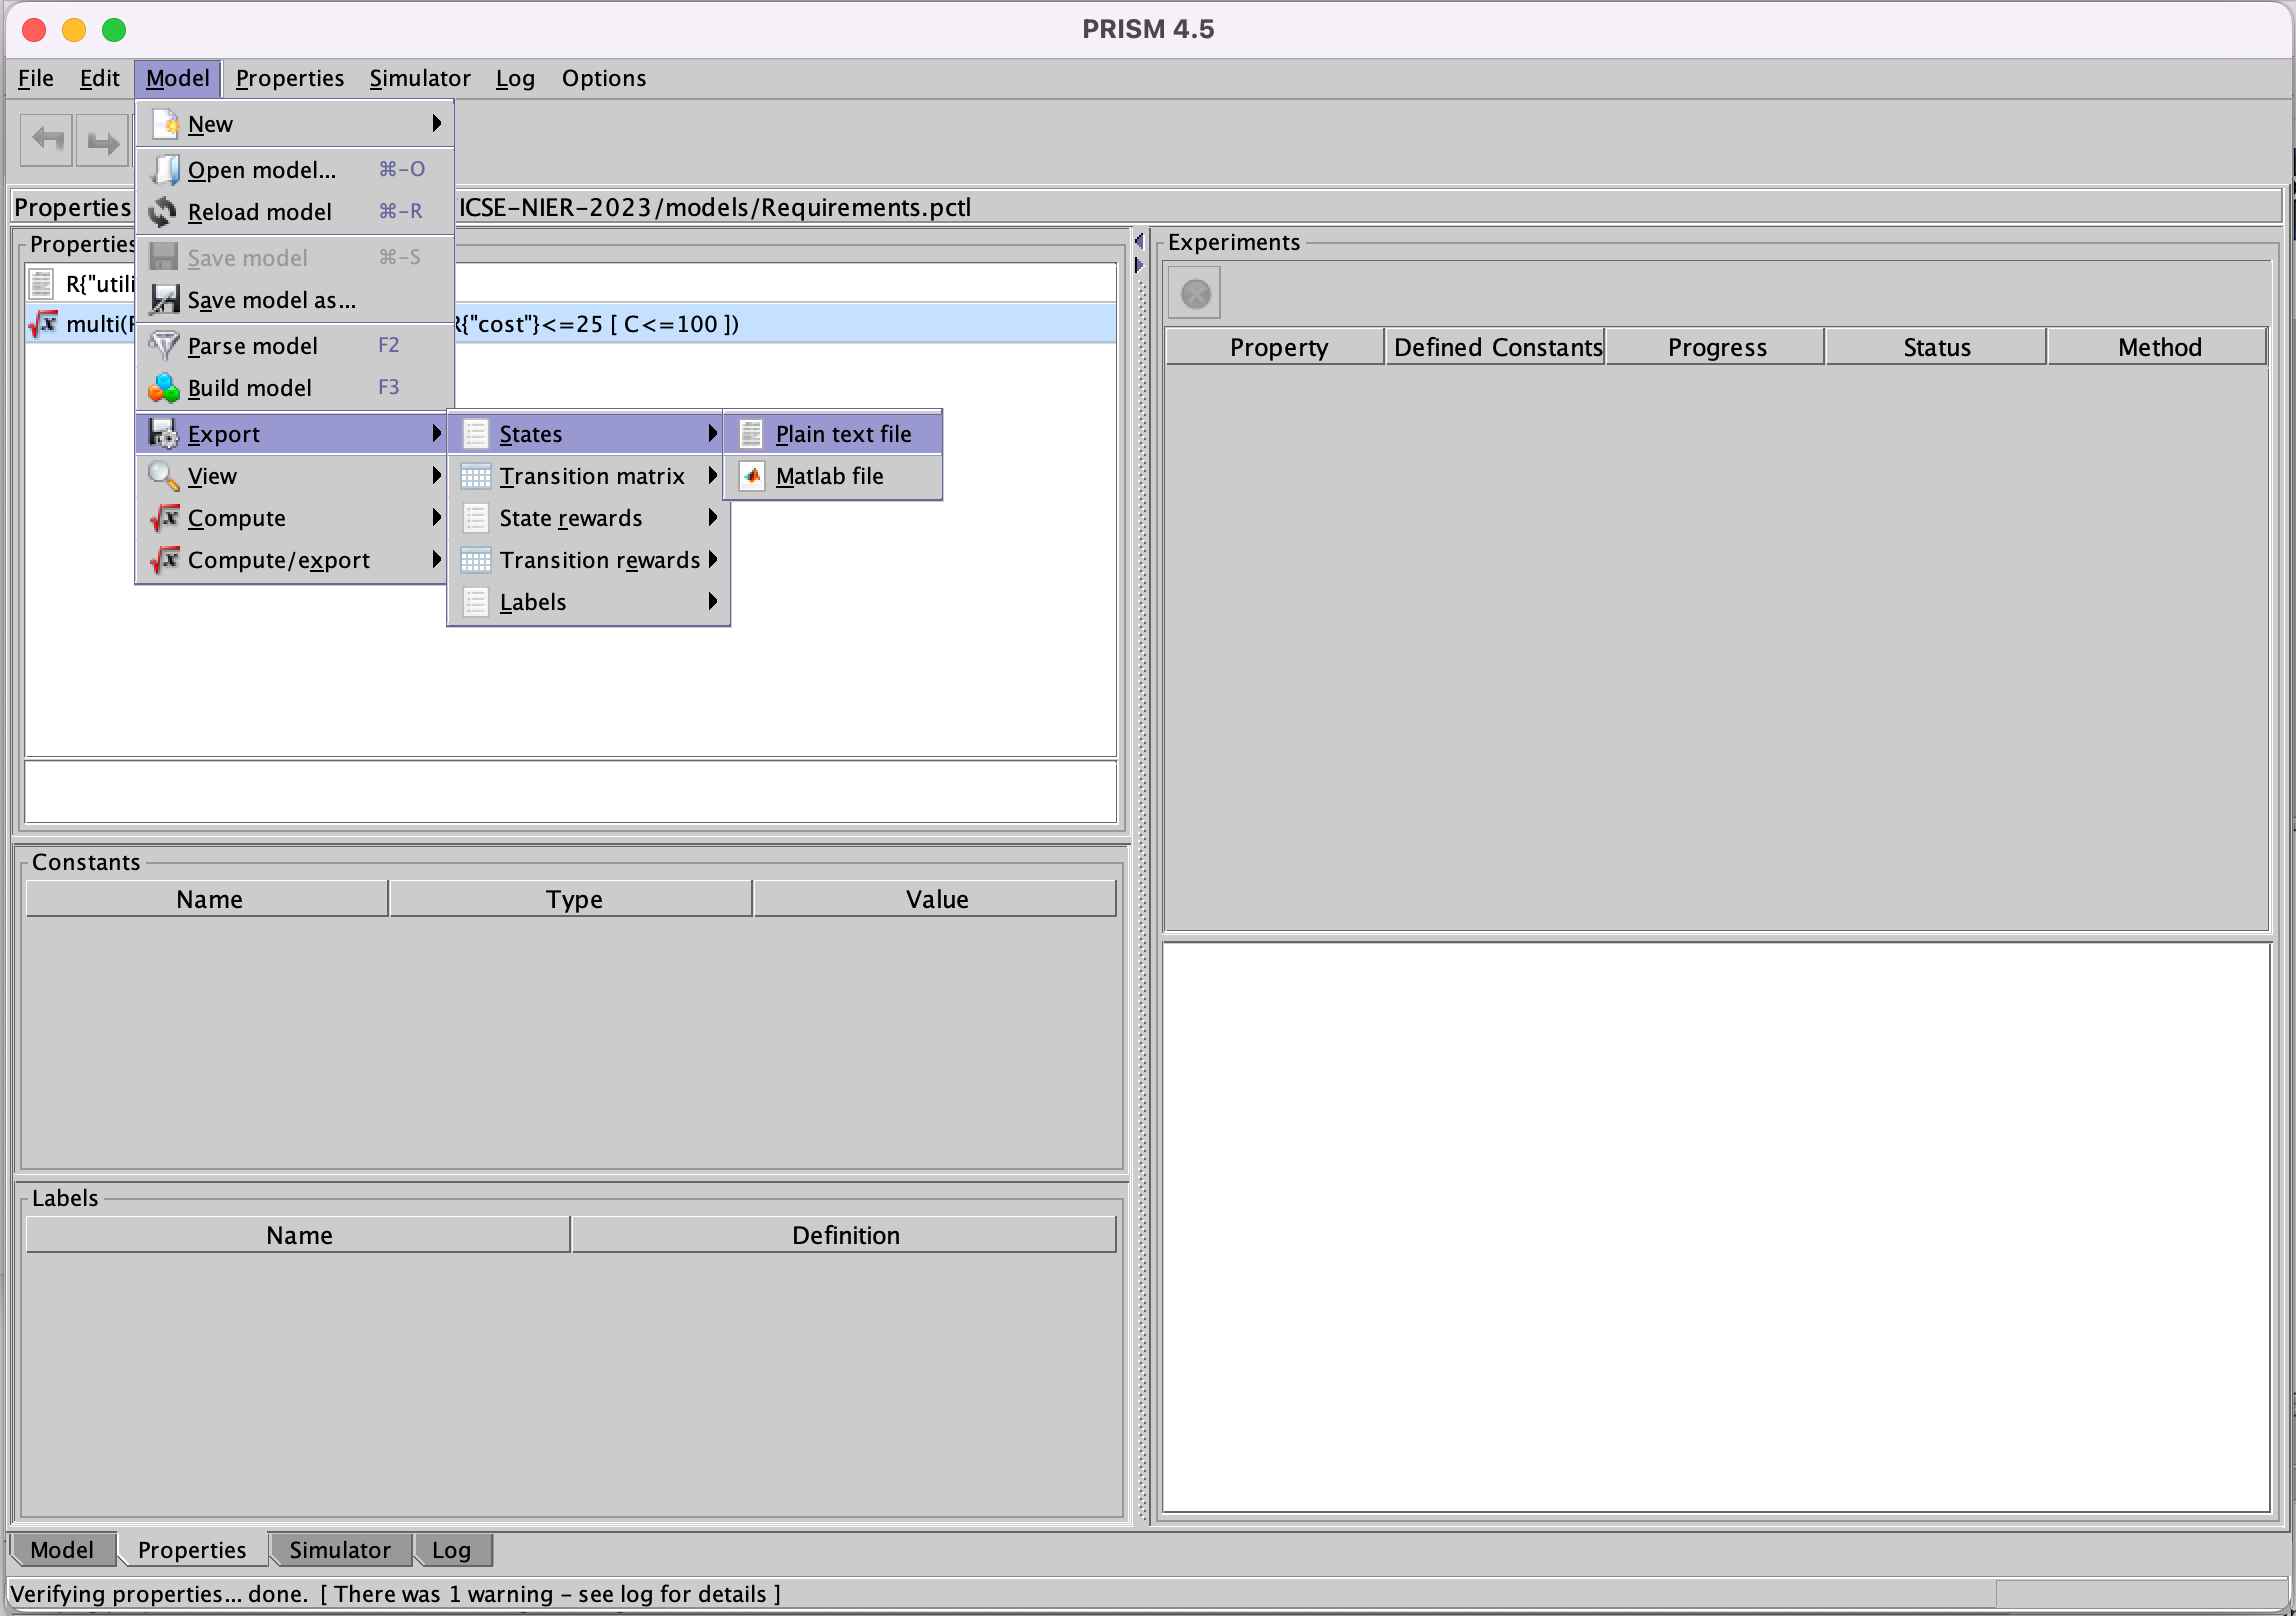 PRISM 4.5
File Edit Model Properties Simulator Log Options
New
Open model... ⌘-O
Reload model ⌘-R
Save model ⌘-S
Save model as...
Parse model F2
Build model F3
Export
View
Compute
Compute/export
States
Transition matrix
State rewards
Transition rewards
Labels
Plain text file
Matlab file
Properties ICSE-NIER-2023/models/Requirements.pctl
Properties
R{"utili
multi( R{"cost"}<=25 [ C<=100 ])
Experiments
Property Defined Constants Progress Status Method
Constants
Name Type Value
Labels
Name Definition
Model Properties Simulator Log
Verifying properties... done. [ There was 1 warning – see log for details ]